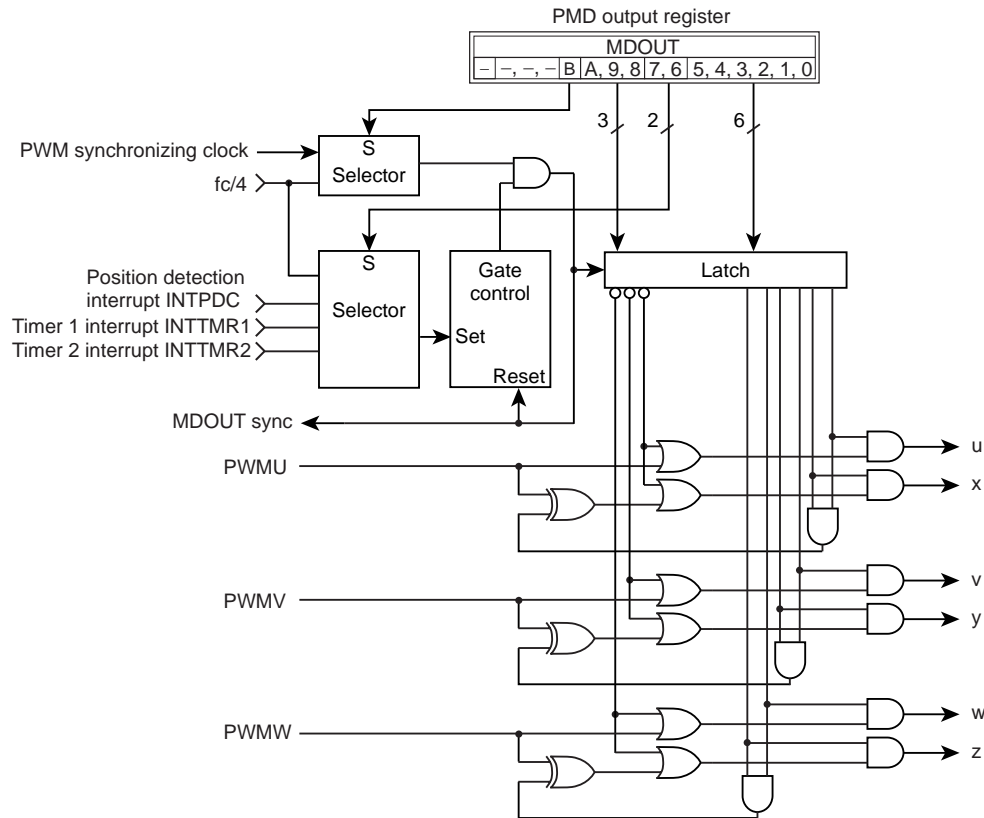 PMD output register
MDOUT
– –, –, – B A, 9, 8 7, 6 5, 4, 3, 2, 1, 0
3 2 6
PWM synchronizing clock
S
Selector
fc/4
S
Selector
Gate
control
Set
Reset
Latch
Position detection
interrupt INTPDC
Timer 1 interrupt INTTMR1
Timer 2 interrupt INTTMR2
MDOUT sync
PWMU
u
x
PWMV
v
y
PWMW
w
z